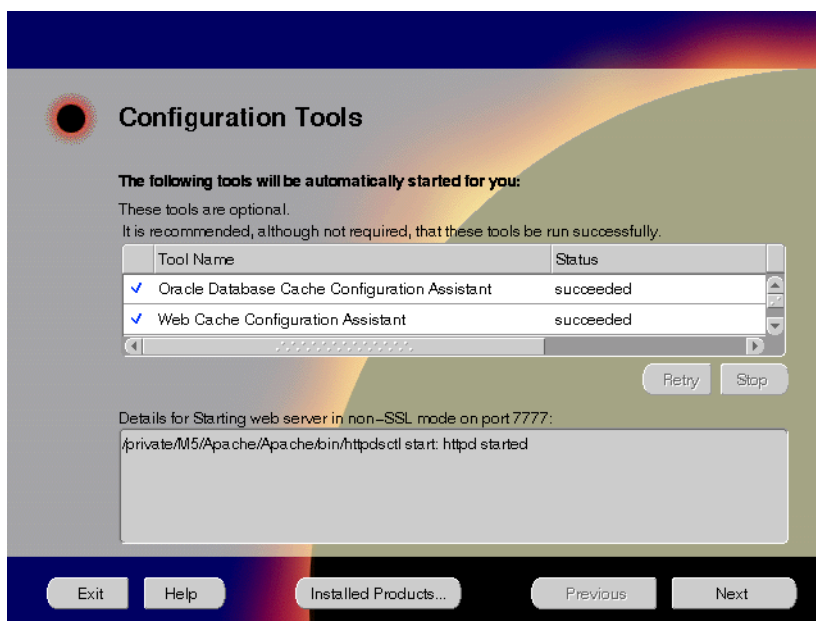 Configuration Tools
The following tools will be automatically started for you:
These tools are optional.
It is recommended, although not required, that these tools be run successfully.
Tool Name Status
Oracle Database Cache Configuration Assistant succeeded
Web Cache Configuration Assistant succeeded
Retry Stop
Details for Starting web server in non-SSL mode on port 7777:
/private/M5/Apache/Apache/bin/httpdsctl start: httpd started
Exit Help Installed Products... Previous Next